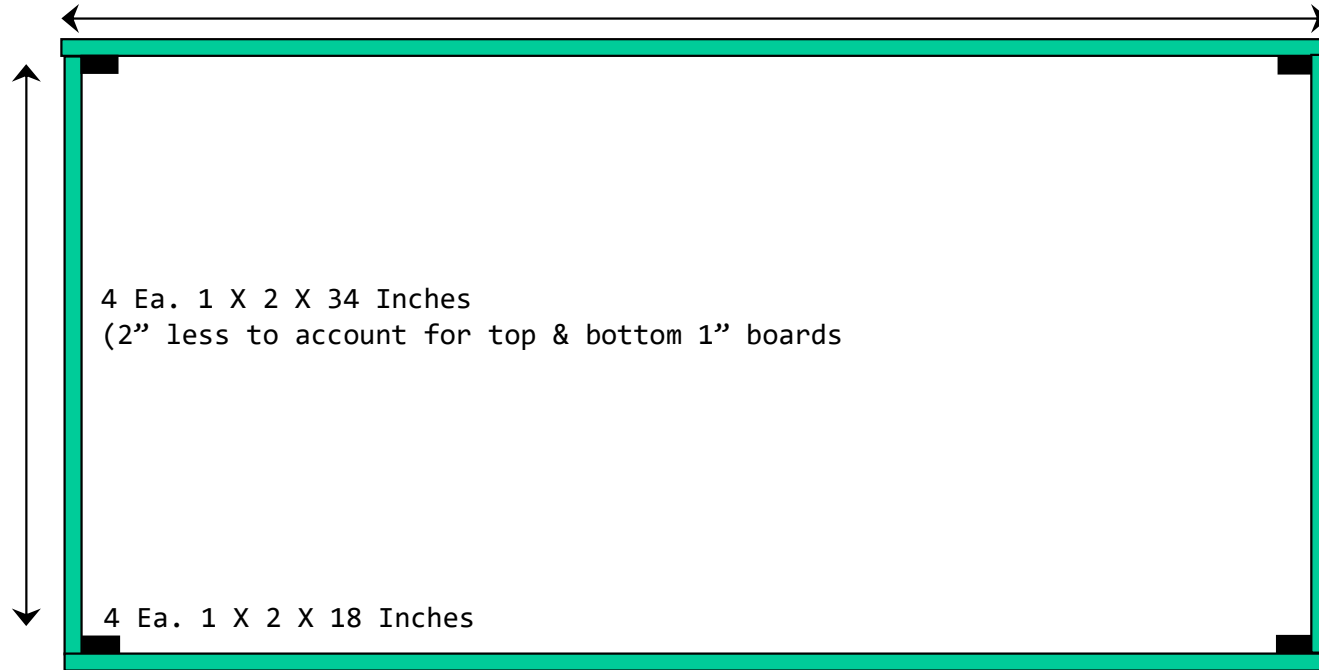 4 Ea. 1 X 2 X 34 Inches
(2” less to account for top & bottom 1” boards
4 Ea. 1 X 2 X 18 Inches